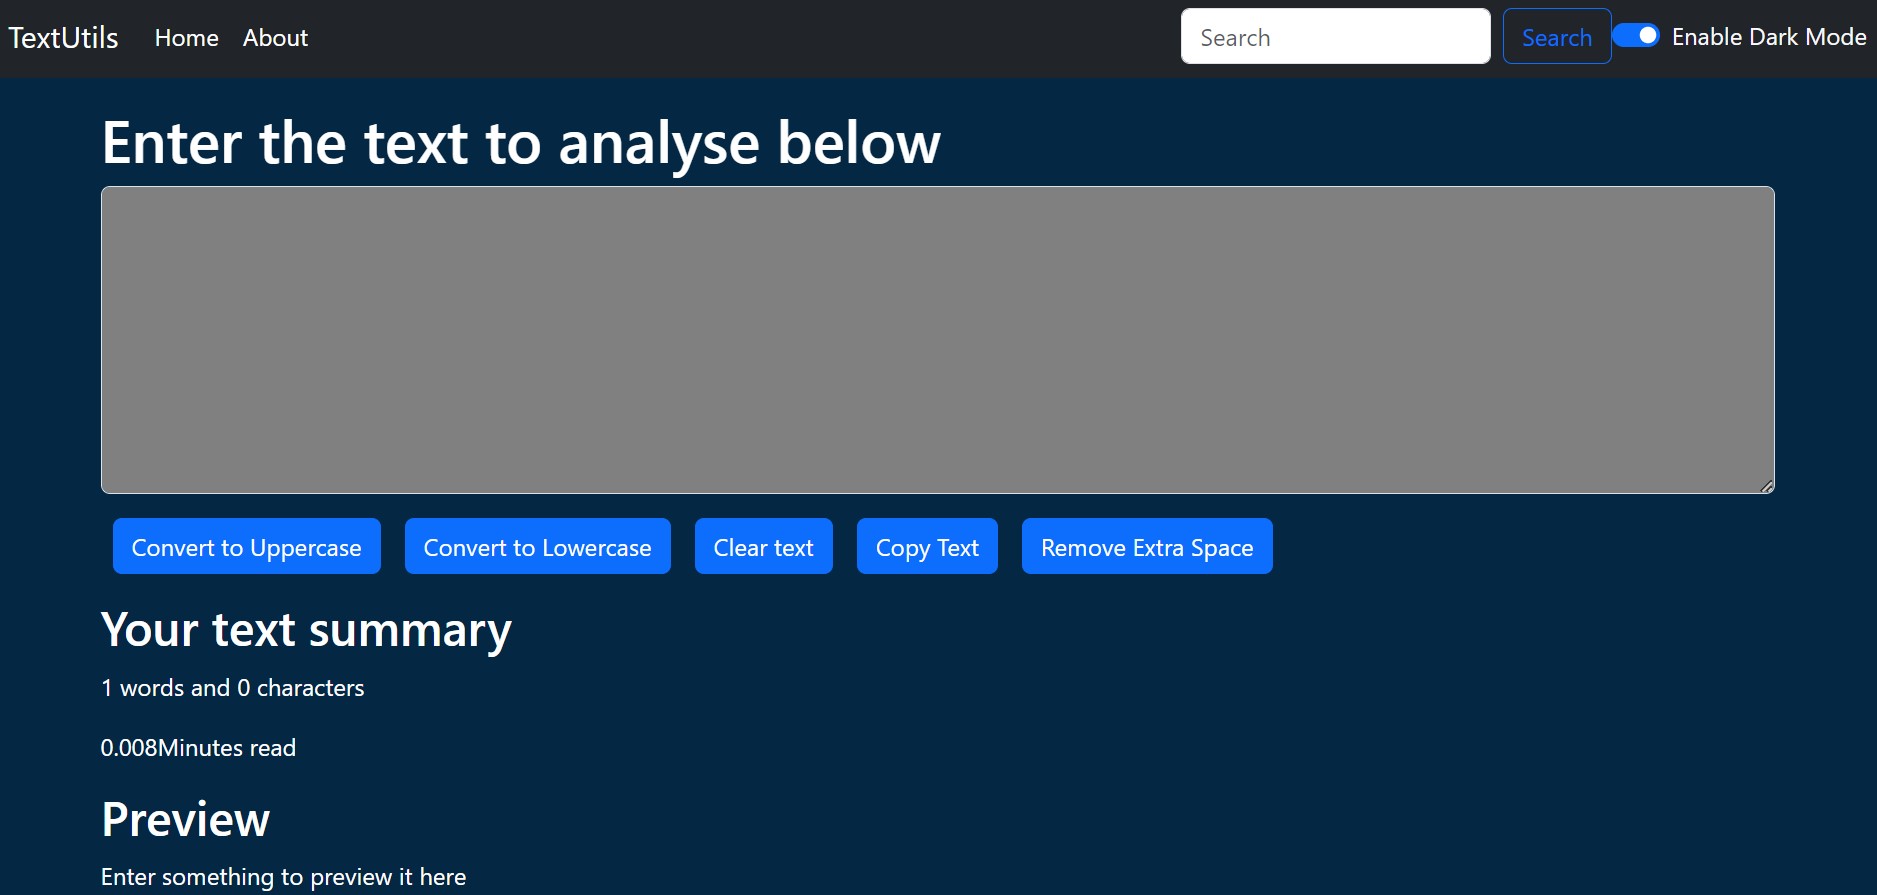 TextUtils Home About Search Search Enable Dark Mode
Enter the text to analyse below
Convert to Uppercase Convert to Lowercase Clear text Copy Text Remove Extra Space
Your text summary
1 words and 0 characters
0.008Minutes read
Preview
Enter something to preview it here